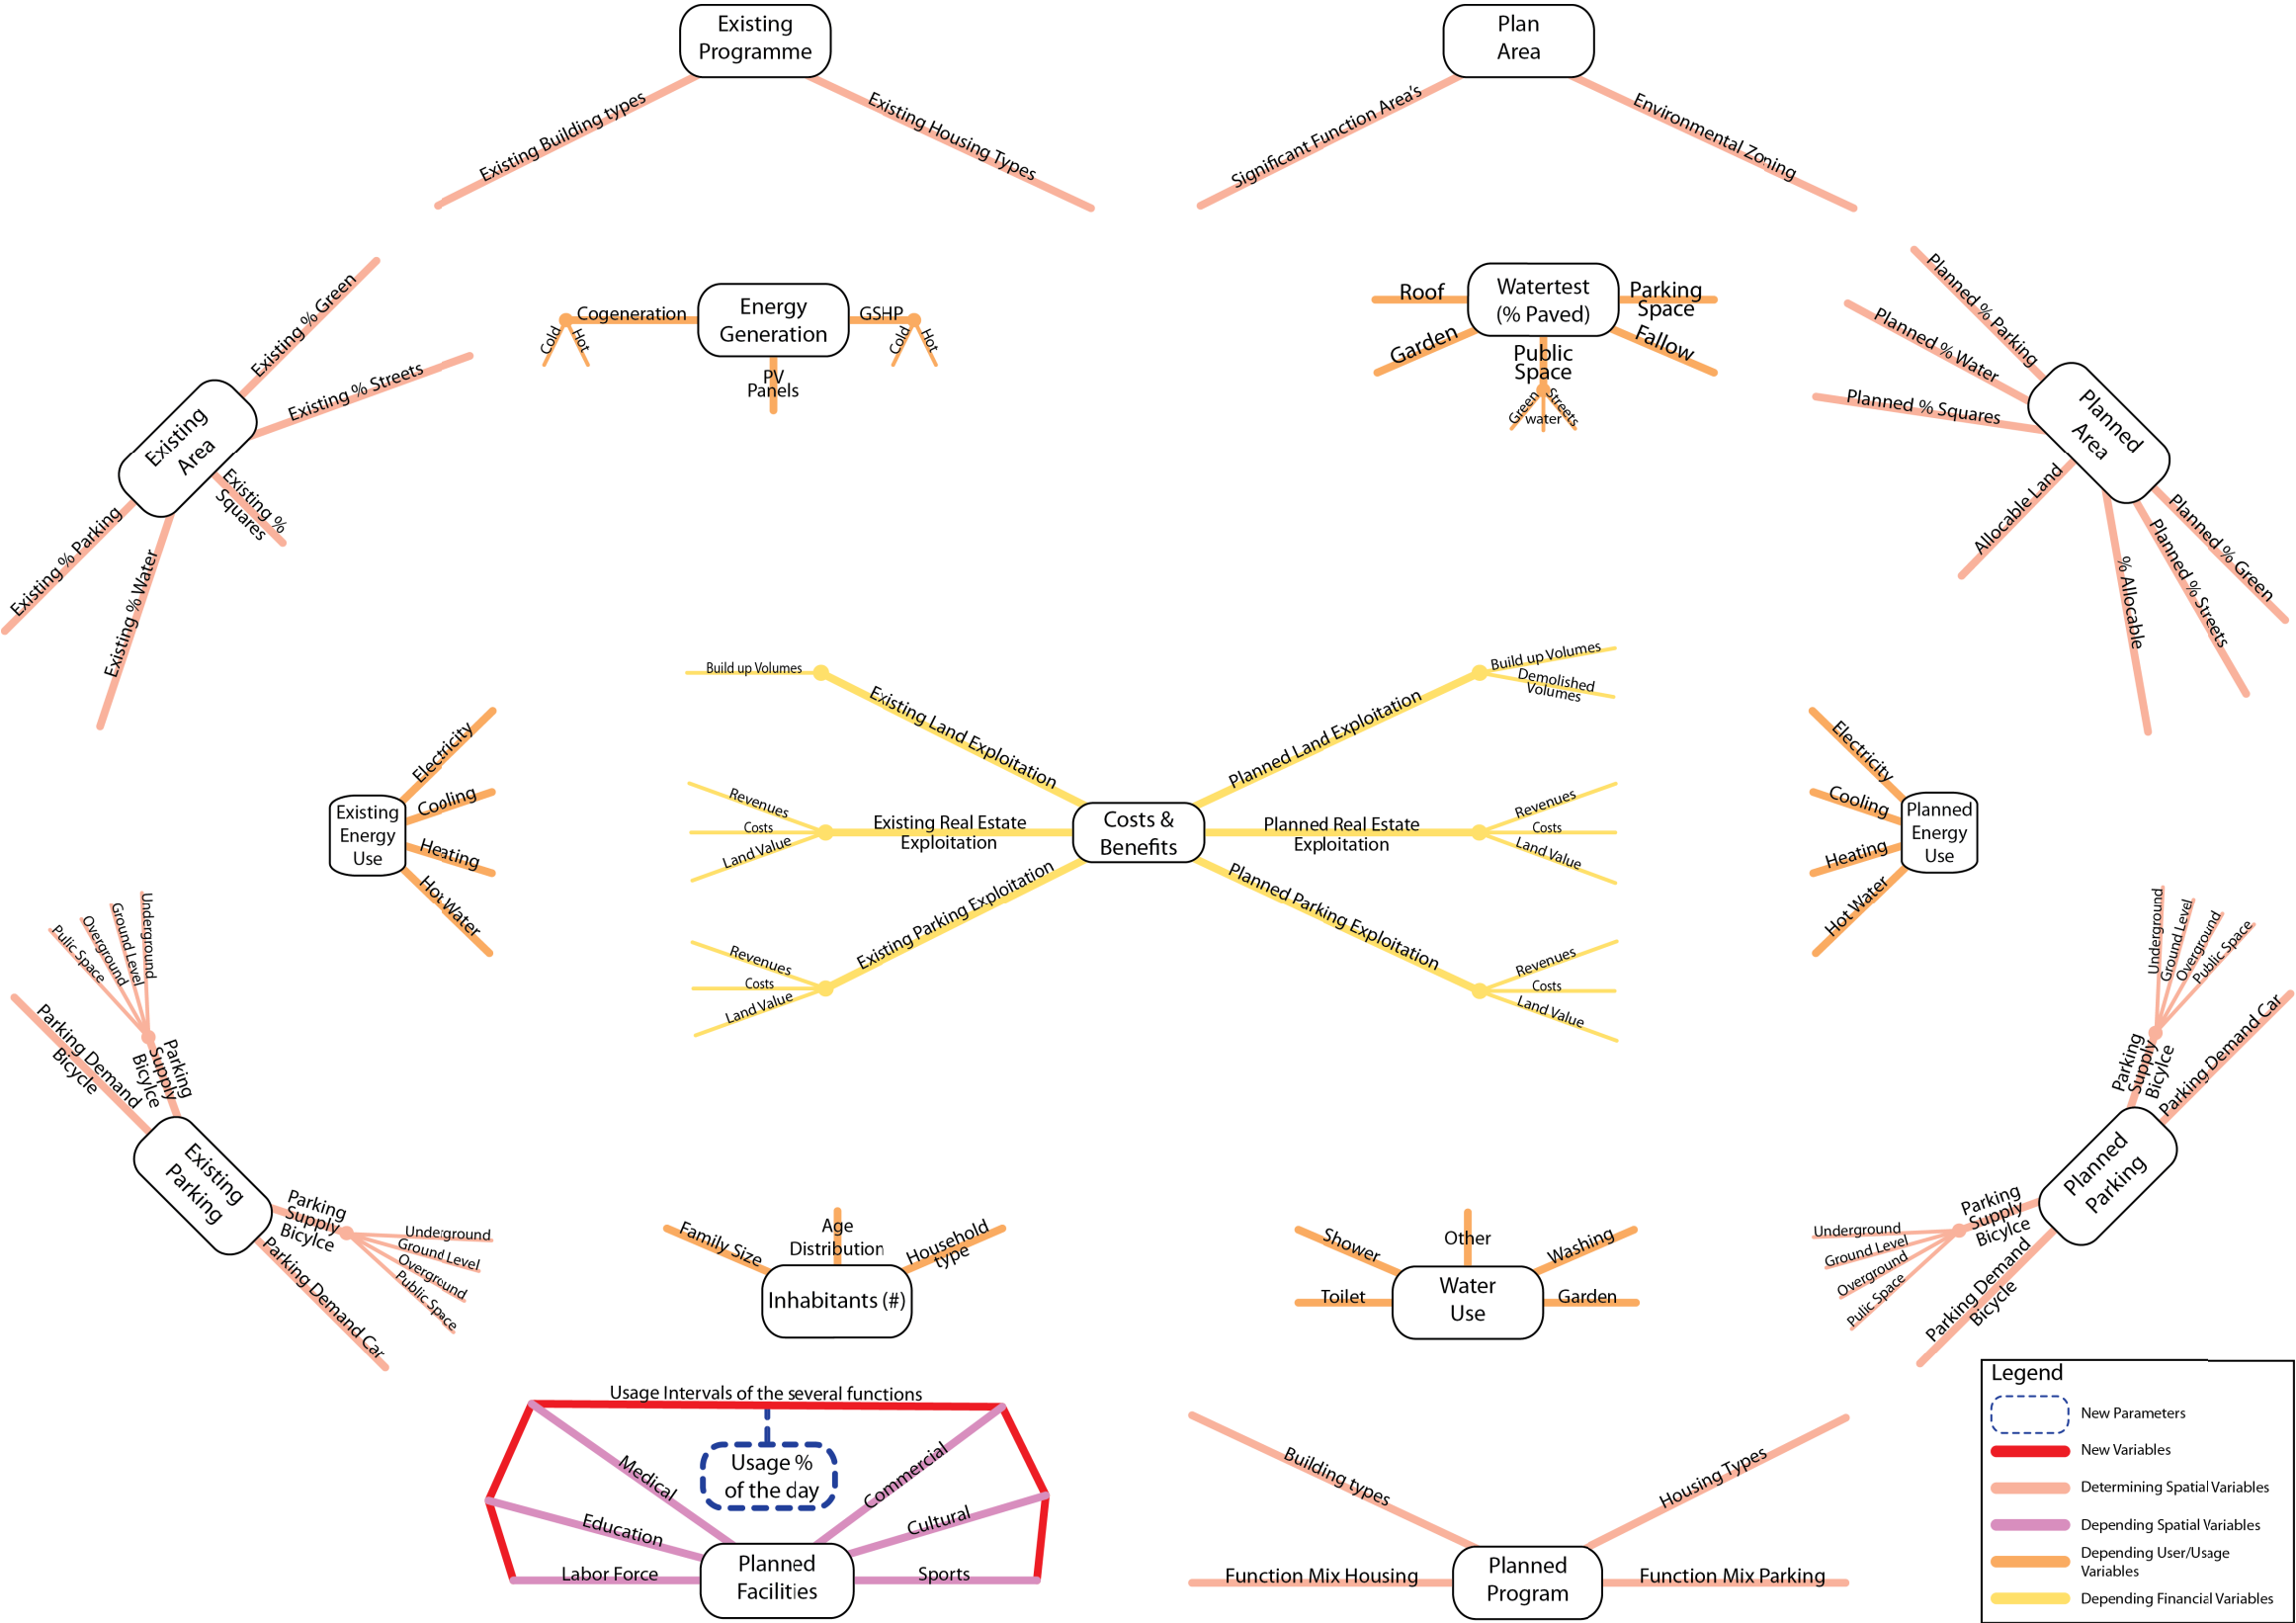 Existing
Programme
Existing Building types
Existing Housing Types
Plan
Area
Significant Function Area's
Environmental Zoning
Existing
Area
Existing % Green
Existing % Streets
Existing %
Squares
Existing % Parking
Existing % Water
Energy
Generation
Cogeneration
Cold
Hot
GSHP
Cold
Hot
PV
Panels
Watertest
(% Paved)
Roof
Garden
Parking
Space
Fallow
Public
Space
Green
water
Streets
Planned
Area
Planned % Parking
Planned % Water
Planned % Squares
Allocable Land
% Allocable
Planned % Streets
Planned % Green
Existing
Energy
Use
Electricity
Cooling
Heating
Hot Water
Costs &
Benefits
Existing Land Exploitation
Build up Volumes
Existing Real Estate
Exploitation
Revenues
Costs
Land Value
Existing Parking Exploitation
Revenues
Costs
Land Value
Planned Land Exploitation
Build up Volumes
Demolished
Volumes
Planned Real Estate
Exploitation
Revenues
Costs
Land Value
Planned Parking Exploitation
Revenues
Costs
Land Value
Planned
Energy
Use
Electricity
Cooling
Heating
Hot Water
Existing
Parking
Parking Demand
Bicycle
Parking
Supply
Bicylce
Pulic Space
Overground
Ground Level
Underground
Parking
Supply
Bicylce
Underground
Ground Level
Overground
Public Space
Parking Demand Car
Inhabitants (#)
Family Size
Age
Distribution
Household
type
Water
Use
Shower
Other
Washing
Toilet
Garden
Planned
Parking
Parking
Supply
Bicylce
Underground
Ground Level
Overground
Public Space
Parking Demand Car
Parking
Supply
Bicylce
Underground
Ground Level
Overground
Pulic Space
Parking Demand
Bicycle
Usage Intervals of the several functions
Usage %
of the day
Medical
Commercial
Education
Cultural
Labor Force
Sports
Planned
Facilities
Planned
Program
Building types
Housing Types
Function Mix Housing
Function Mix Parking
Legend
New Parameters
New Variables
Determining Spatial Variables
Depending Spatial Variables
Depending User/Usage
Variables
Depending Financial Variables